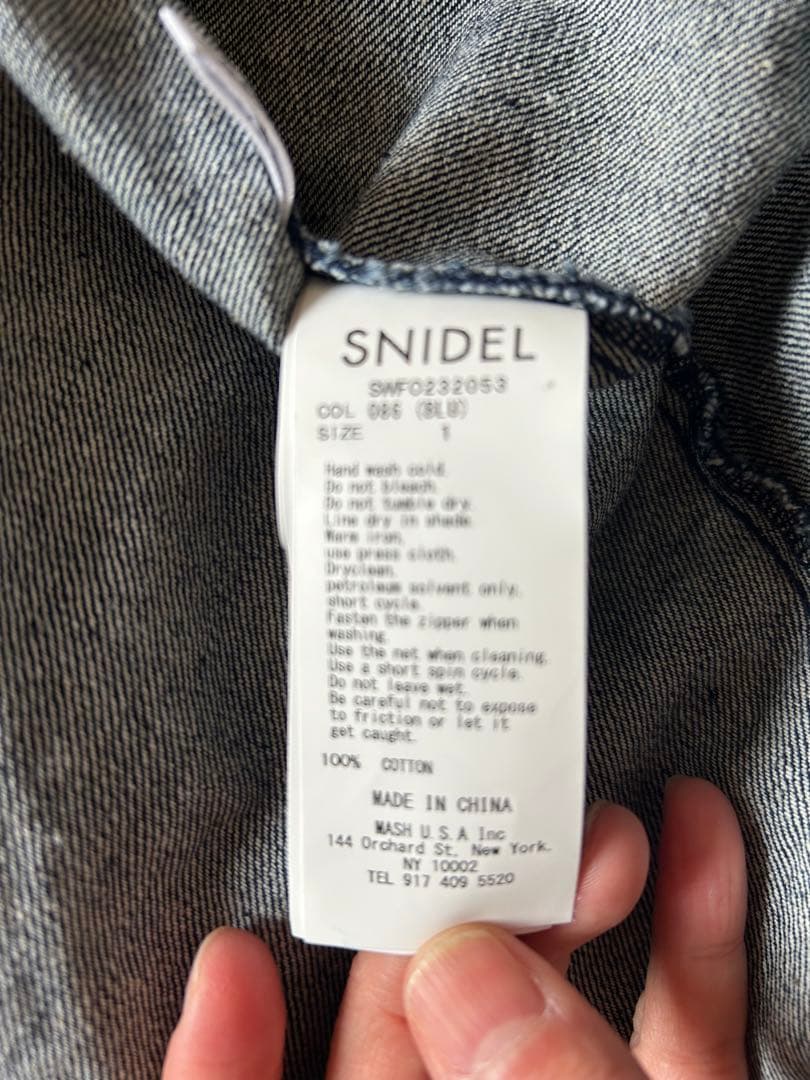 SNIDEL
SWFO232053
COL 086 (BLU)
SIZE 1
Hand wash cold.
Do not bleach.
Do not tumble dry.
Line dry in shade.
Warm iron.
use press cloth.
Dryclean.
petroleum solvent only.
short cycle.
Fasten the zipper when
washing.
Use the net when cleaning.
Use a short spin cycle.
Do not leave wet.
Be careful not to expose
to friction or let it
get caught.
100% COTTON
MADE IN CHINA
MASH U.S.A Inc
144 Orchard St. New York.
NY 10002
TEL 917 409 5520